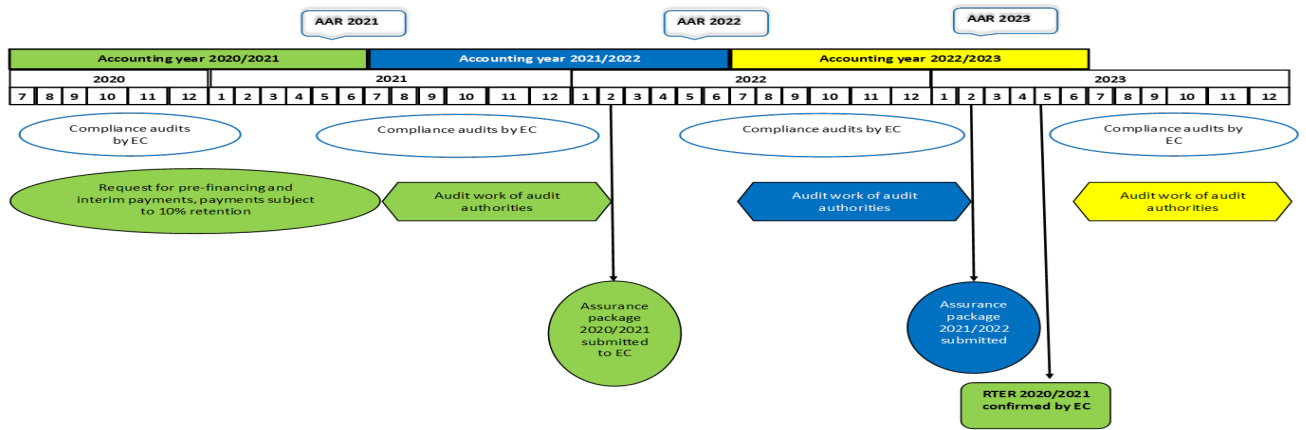 AAR 2021
AAR 2022
AAR 2023
Accounting year 2020/2021
Accounting year 2021/2022
Accounting year 2022/2023
2020
2021
2022
2023
7 8 9 10 11 12 1 2 3 4 5 6 7 8 9 10 11 12 1 2 3 4 5 6 7 8 9 10 11 12 1 2 3 4 5 6 7 8 9 10 11 12
Compliance audits
by EC
Compliance audits by EC
Compliance audits by EC
Compliance audits by
EC
Request for pre-financing and
interim payments, payments subject
to 10% retention
Audit work of audit
authorities
Audit work of audit
authorities
Audit work of audit
authorities
Assurance
package
2020/2021
submitted
to EC
Assurance
package
2021/2022
submitted
RTER 2020/2021
confirmed by EC